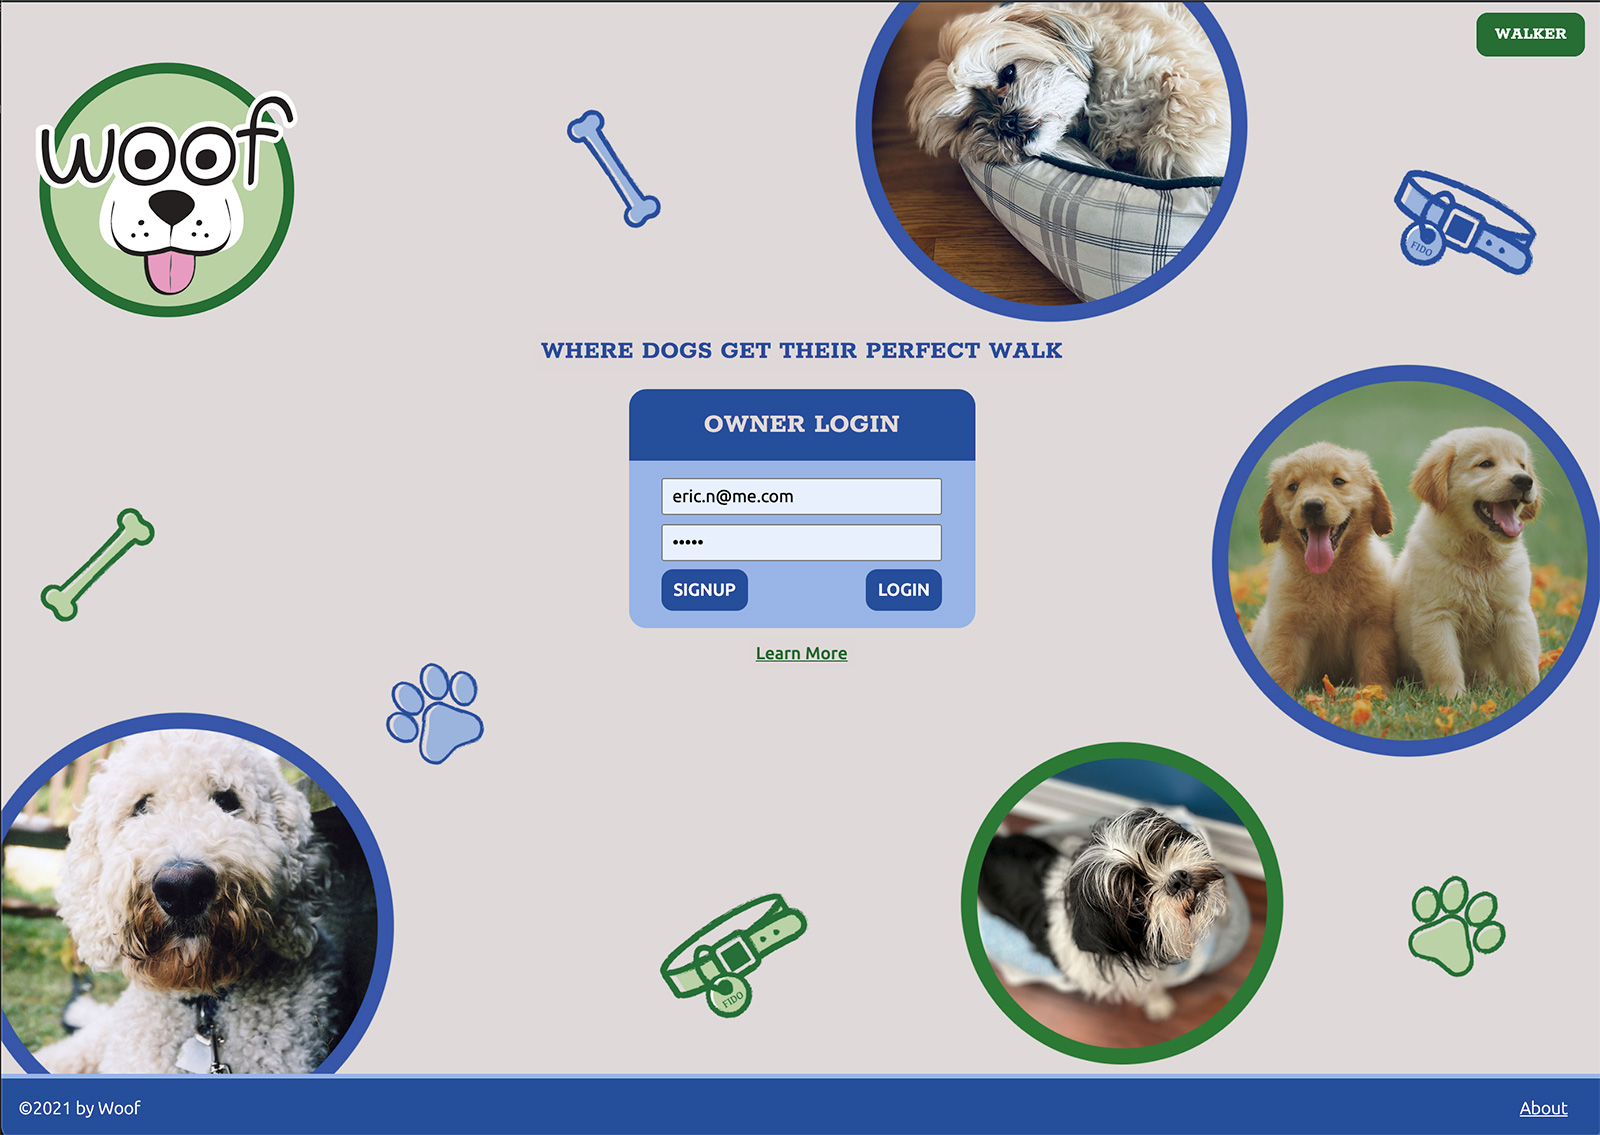 WALKER
woof
FIDO
WHERE DOGS GET THEIR PERFECT WALK
OWNER LOGIN
eric.n@me.com
•••••
SIGNUP
LOGIN
Learn More
FIDO
©2021 by Woof
About